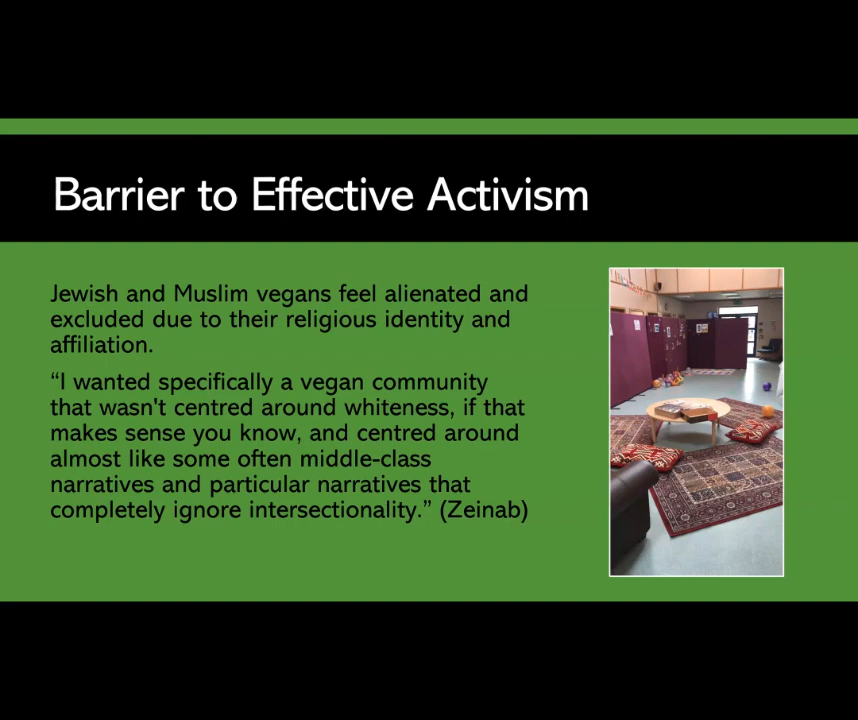 Barrier to Effective Activism
Jewish and Muslim vegans feel alienated and
excluded due to their religious identity and
affiliation.
“I wanted specifically a vegan community
that wasn't centred around whiteness, if that
makes sense you know, and centred around
almost like some often middle-class
narratives and particular narratives that
completely ignore intersectionality.” (Zeinab)